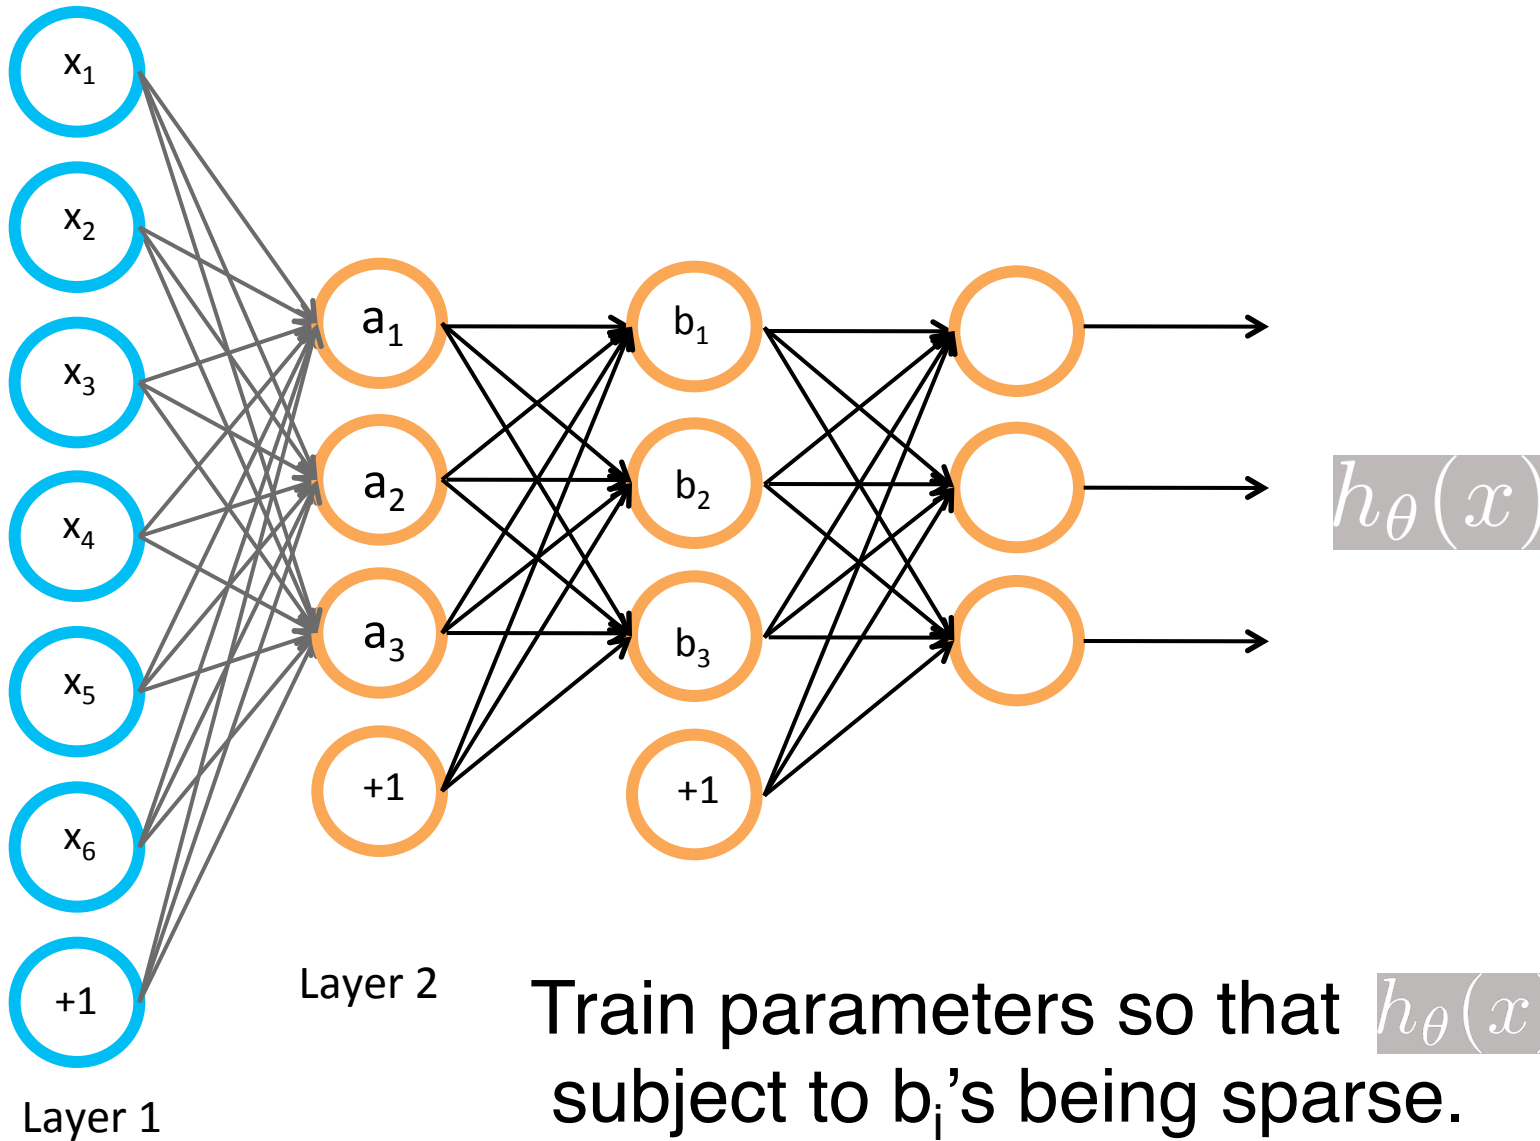 x₁
x₂
x₃
x₄
x₅
x₆
+1
Layer 1
a₁
a₂
a₃
+1
Layer 2
b₁
b₂
b₃
+1
hθ(x)
Train parameters so that hθ(x)
subject to bᵢ’s being sparse.